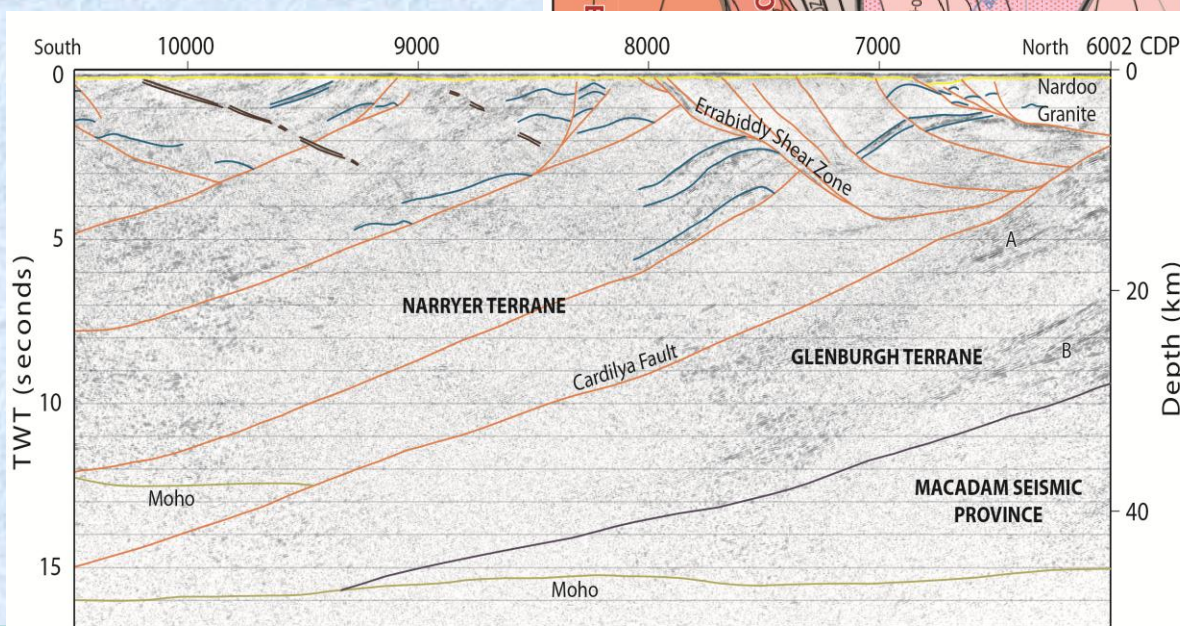 South 10000 9000 8000 7000 North 6002 CDP
0 0
Nardoo
Granite
Errabiddy Shear Zone
5
A
20
NARRYER TERRANE
B
GLENBURGH TERRANE
Cardilya Fault
TWT (seconds)
Depth (km)
10
Moho
MACADAM SEISMIC
PROVINCE
40
15
Moho